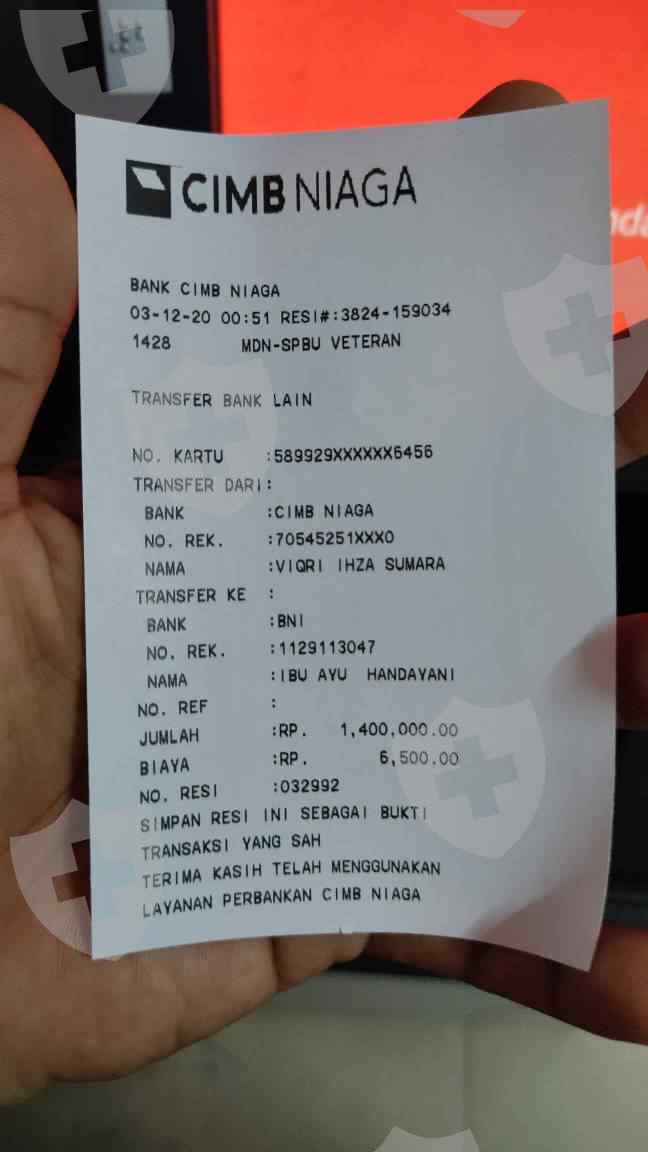 CIMB NIAGA
BANK CIMB NIAGA
03-12-20 00:51 RESI#:3824-159034
1428 MDN-SPBU VETERAN
TRANSFER BANK LAIN
NO. KARTU :589929XXXXXX6456
TRANSFER DARI:
BANK :CIMB NIAGA
NO. REK. :70545251XXX0
NAMA :VIQRI IHZA SUMARA
TRANSFER KE :
BANK :BNI
NO. REK. :1129113047
NAMA :IBU AYU HANDAYANI
NO. REF :
JUMLAH :RP. 1,400,000.00
BIAYA :RP. 6,500.00
NO. RESI :032992
SIMPAN RESI INI SEBAGAI BUKTI
TRANSAKSI YANG SAH
TERIMA KASIH TELAH MENGGUNAKAN
LAYANAN PERBANKAN CIMB NIAGA